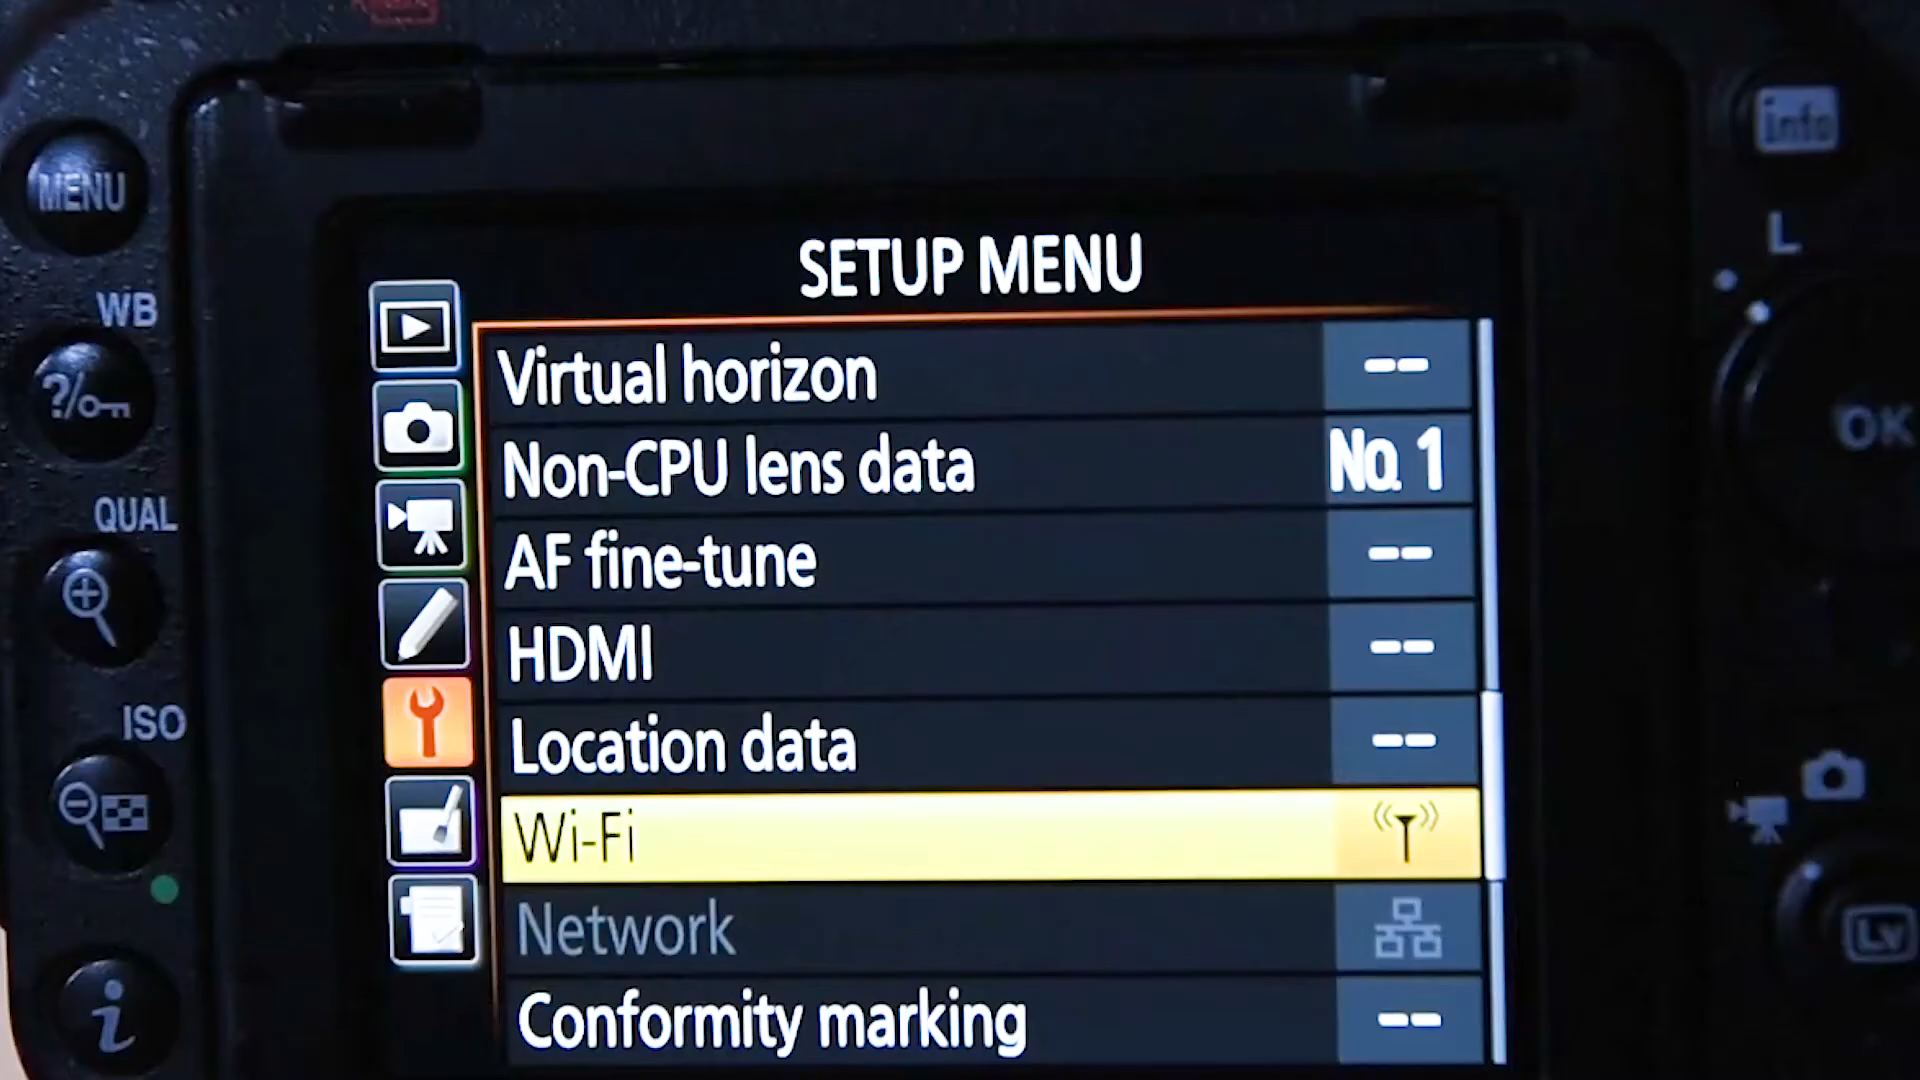 info
MENU
L
SETUP MENU
WB
Virtual horizon --
?/
OK
Non-CPU lens data No. 1
QUAL
AF fine-tune --
HDMI --
ISO
Location data --
Wi-Fi
Network
Lv
i
Conformity marking --